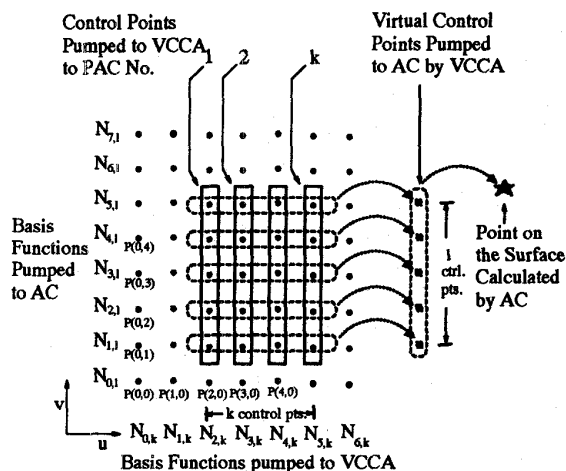 Control Points
Pumped to VCCA
to PAC No.
1 2 k
Virtual Control
Points Pumped
to AC by VCCA
N7,l
N6,l
N5,l
N4,l
P(0,4)
N3,l
P(0,3)
N2,l
P(0,2)
N1,l
P(0,1)
N0,l
P(0,0) P(1,0) P(2,0) P(3,0) P(4,0)
Basis
Functions
Pumped
to AC
l
ctrl.
pts.
Point on
the Surface
Calculated
by AC
v
u
k control pts.
N0,k N1,k N2,k N3,k N4,k N5,k N6,k
Basis Functions pumped to VCCA